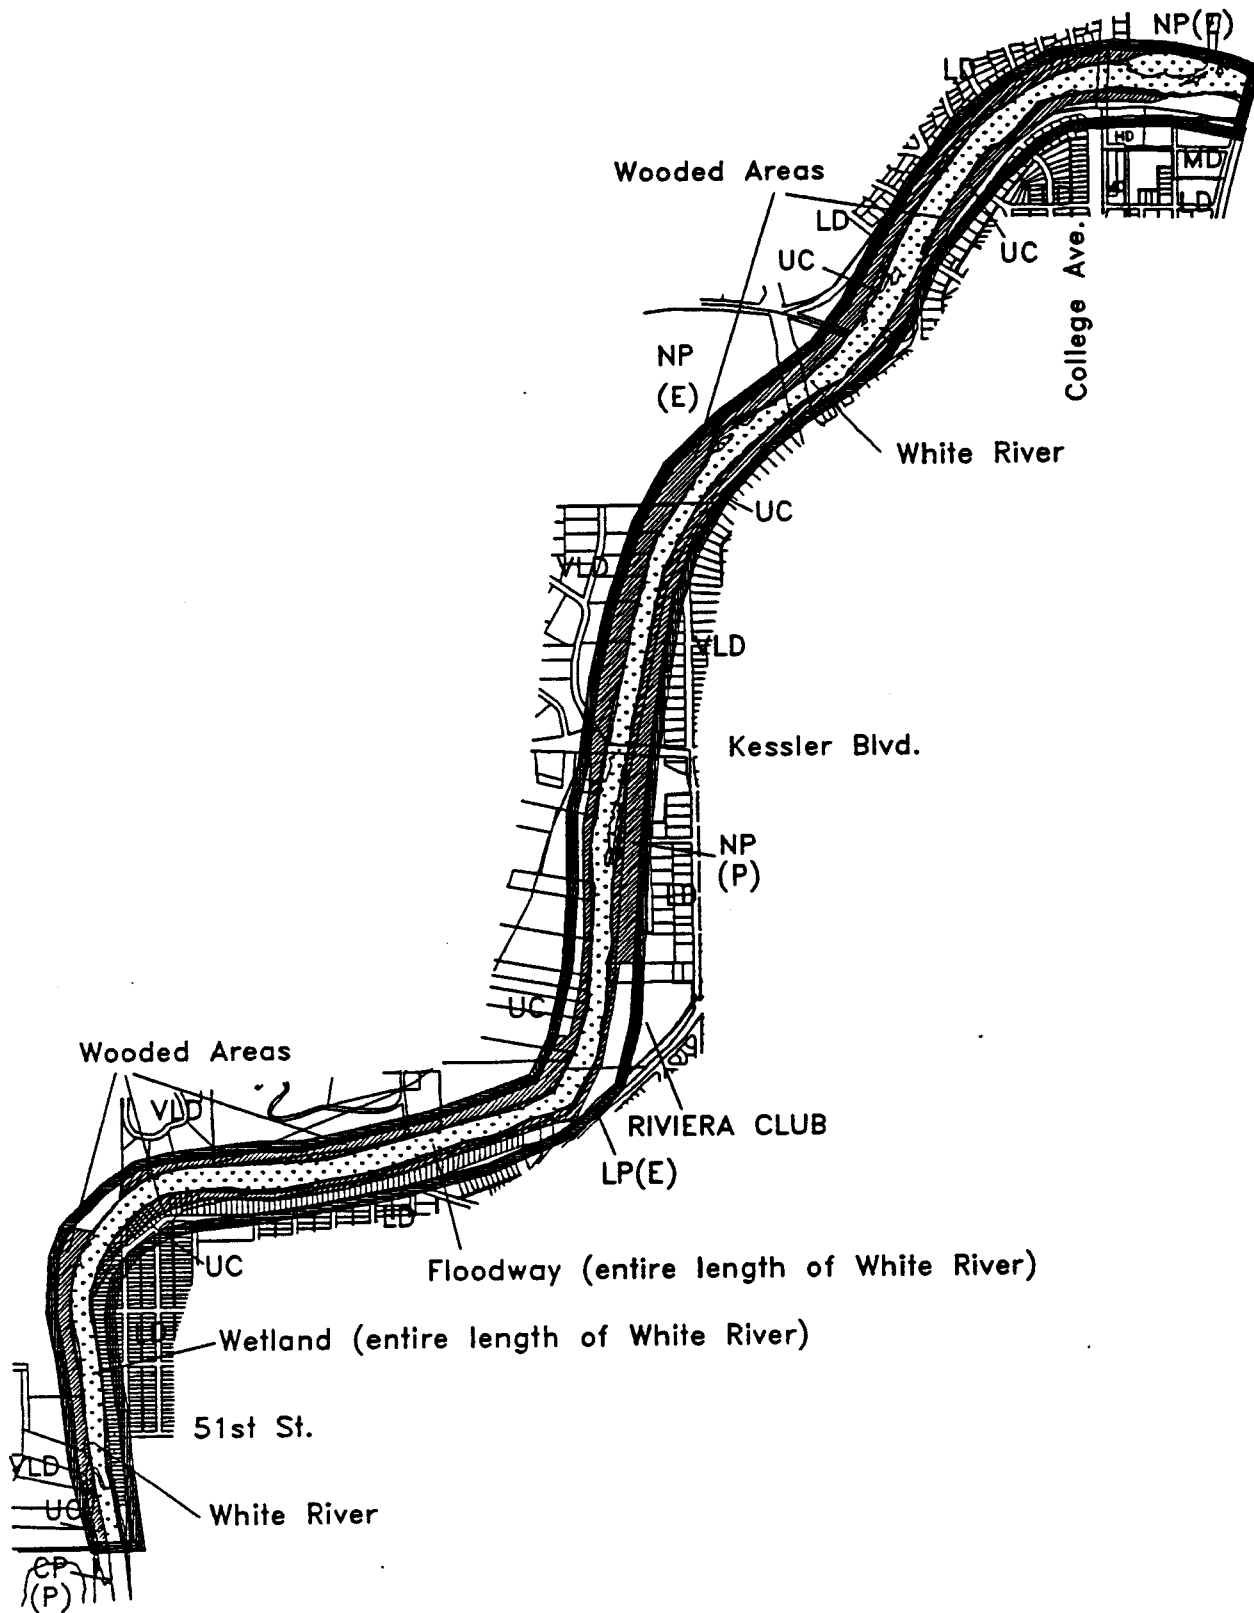 NP(P)
LD
HD
MD
LD
Wooded Areas
LD
UC
UC
College Ave.
NP
(E)
White River
UC
VLD
VLD
Kessler Blvd.
NP
(P)
UC
Wooded Areas
VLD
RIVIERA CLUB
LP(E)
LD
UC
Floodway (entire length of White River)
LD
Wetland (entire length of White River)
51st St.
VLD
UC
White River
CP
(P)